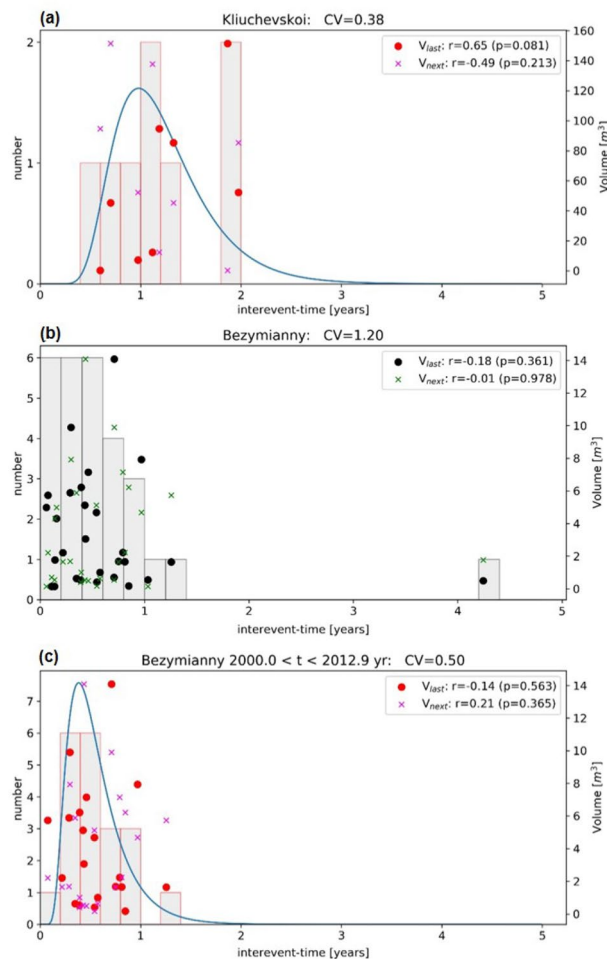 (a)
Kliuchevskoi: CV=0.38
V_last: r=0.65 (p=0.081)
V_next: r=-0.49 (p=0.213)
number
Volume [m³]
2
1
0
160
140
120
100
80
60
40
20
0
0 1 2 3 4 5
interevent-time [years]
(b)
Bezymianny: CV=1.20
V_last: r=-0.18 (p=0.361)
V_next: r=-0.01 (p=0.978)
number
Volume [m³]
6
5
4
3
2
1
0
14
12
10
8
6
4
2
0
0 1 2 3 4 5
interevent-time [years]
(c)
Bezymianny 2000.0 < t < 2012.9 yr: CV=0.50
V_last: r=-0.14 (p=0.563)
V_next: r=0.21 (p=0.365)
number
Volume [m³]
7
6
5
4
3
2
1
0
14
12
10
8
6
4
2
0
0 1 2 3 4 5
interevent-time [years]